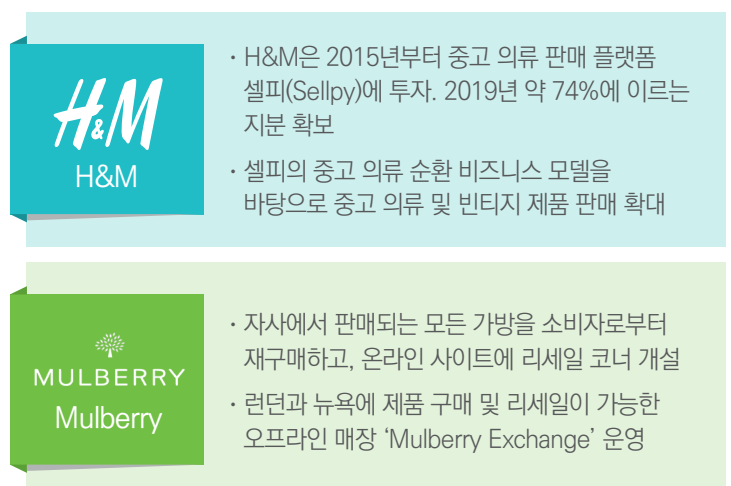 H&M
H&M
· H&M은 2015년부터 중고 의류 판매 플랫폼
셀피(Sellpy)에 투자. 2019년 약 74%에 이르는
지분 확보
· 셀피의 중고 의류 순환 비즈니스 모델을
바탕으로 중고 의류 및 빈티지 제품 판매 확대
MULBERRY
Mulberry
· 자사에서 판매되는 모든 가방을 소비자로부터
재구매하고, 온라인 사이트에 리세일 코너 개설
· 런던과 뉴욕에 제품 구매 및 리세일이 가능한
오프라인 매장 ‘Mulberry Exchange’ 운영